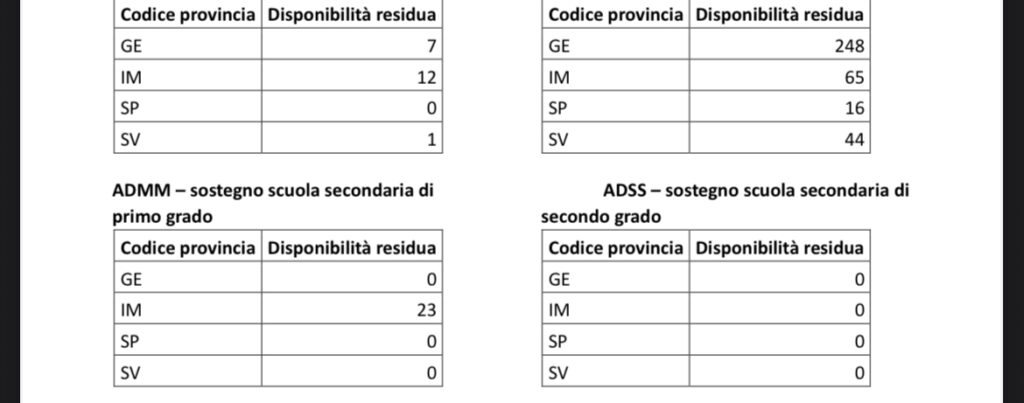 Codice provincia Disponibilità residua
GE 7
IM 12
SP 0
SV 1
Codice provincia Disponibilità residua
GE 248
IM 65
SP 16
SV 44
ADMM – sostegno scuola secondaria di
primo grado
Codice provincia Disponibilità residua
GE 0
IM 23
SP 0
SV 0
ADSS – sostegno scuola secondaria di
secondo grado
Codice provincia Disponibilità residua
GE 0
IM 0
SP 0
SV 0